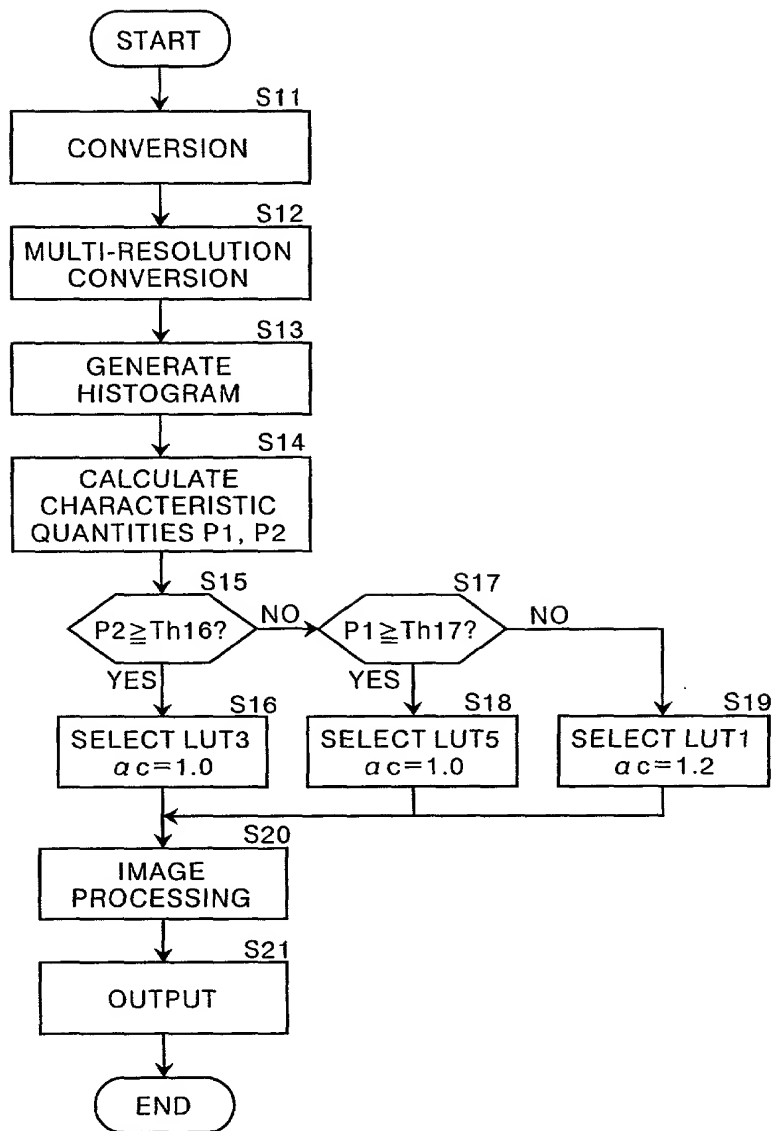 START
S11
CONVERSION
S12
MULTI-RESOLUTION
CONVERSION
S13
GENERATE
HISTOGRAM
S14
CALCULATE
CHARACTERISTIC
QUANTITIES P1, P2
S15
P2≧Th16?
NO
S17
P1≧Th17?
NO
YES
YES
S16
SELECT LUT3
αc=1.0
S18
SELECT LUT5
αc=1.0
S19
SELECT LUT1
αc=1.2
S20
IMAGE
PROCESSING
S21
OUTPUT
END